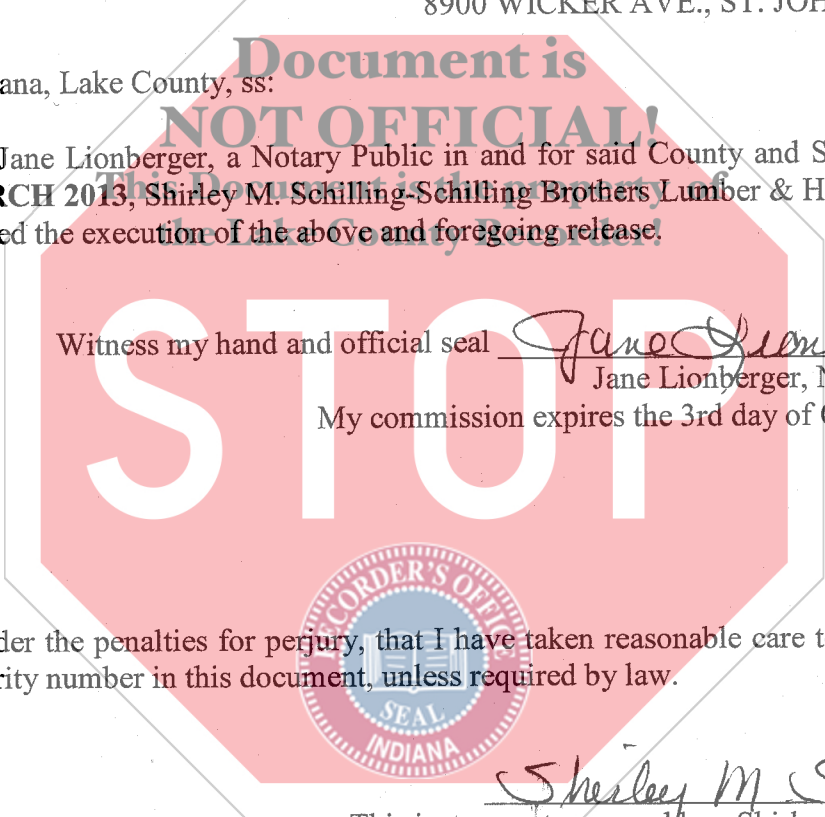 8900 WICKER AVE., ST. JOH
Document is
ana, Lake County, ss:
NOT OFFICIAL!
Jane Lionberger, a Notary Public in and for said County and S
This Document is the property of
RCH 2013, Shirley M. Schilling-Schilling Brothers Lumber & H
the Lake County Recorder!
ed the execution of the above and foregoing release.
STOP
Witness my hand and official seal Jane Lion
Jane Lionberger, N
My commission expires the 3rd day of
RECORDER'S OFFICE
der the penalties for perjury, that I have taken reasonable care t
rity number in this document, unless required by law.
SEAL
INDIANA
Shirley M S